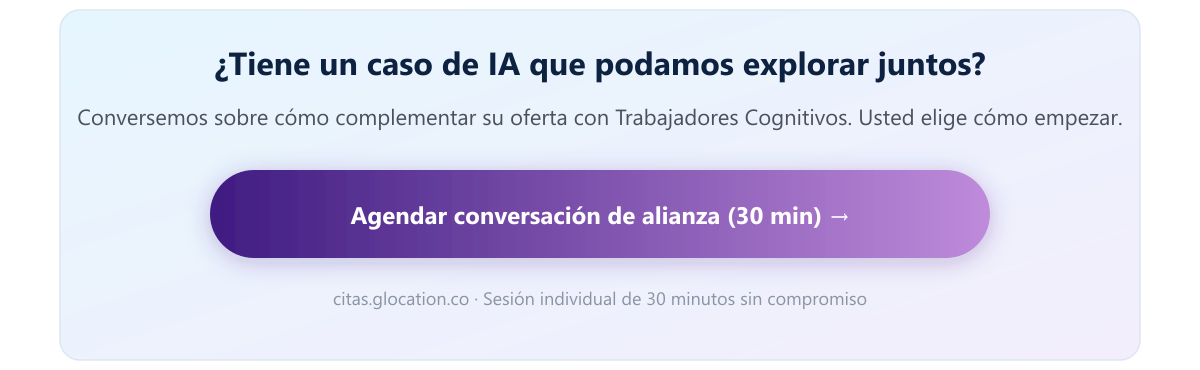 ¿Tiene un caso de IA que podamos explorar juntos?
Conversemos sobre cómo complementar su oferta con Trabajadores Cognitivos. Usted elige cómo empezar.
Agendar conversación de alianza (30 min) →
citas.glocation.co · Sesión individual de 30 minutos sin compromiso